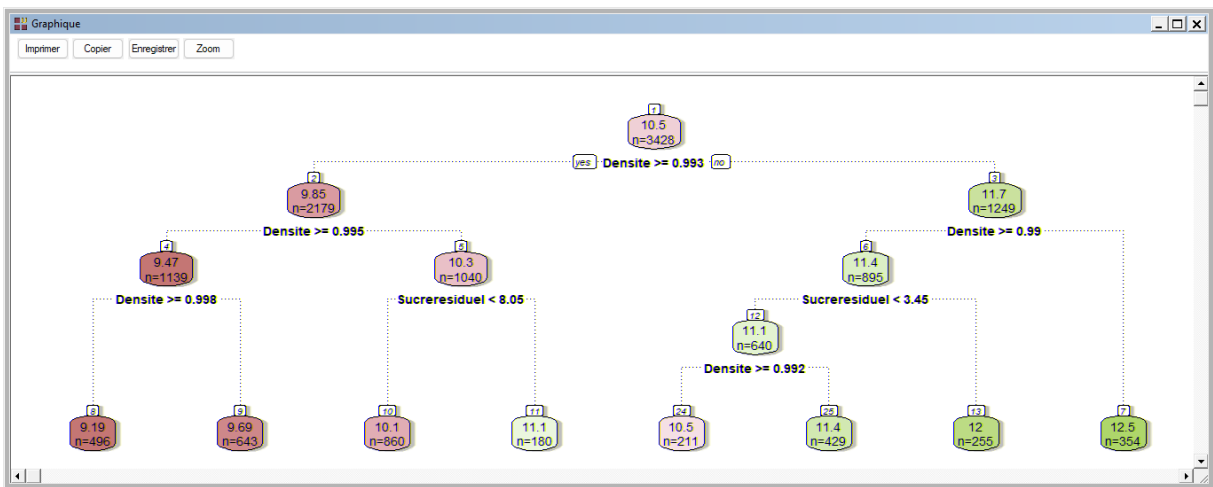 Graphique
Imprimer Copier Enregistrer Zoom
1
10.5
n=3428
yes Densite >= 0.993 no
2
9.85
n=2179
3
11.7
n=1249
Densite >= 0.995
Densite >= 0.99
4
9.47
n=1139
5
10.3
n=1040
6
11.4
n=895
Densite >= 0.998
Sucreresiduel < 8.05
Sucreresiduel < 3.45
12
11.1
n=640
Densite >= 0.992
8
9.19
n=496
9
9.69
n=643
10
10.1
n=860
11
11.1
n=180
24
10.5
n=211
25
11.4
n=429
13
12
n=255
7
12.5
n=354